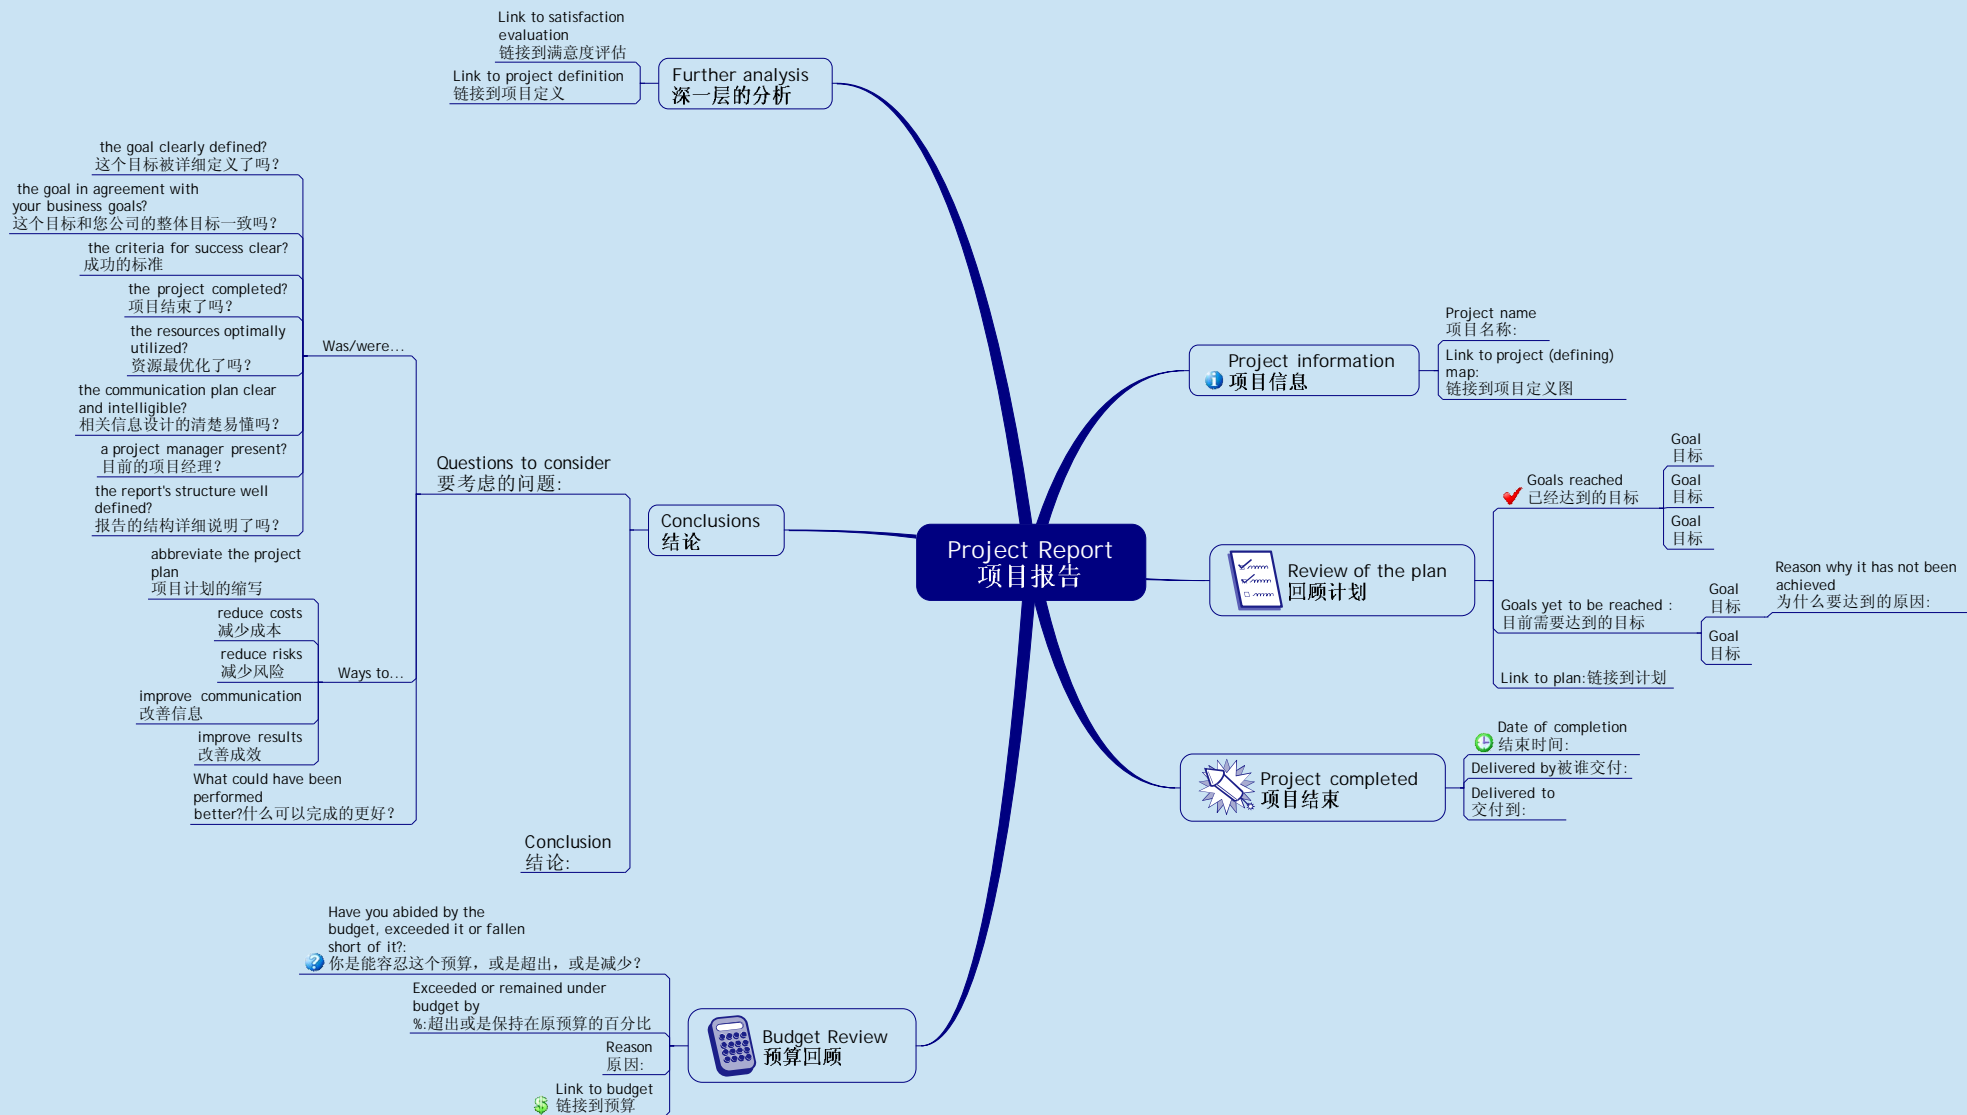 Project Report
项目报告
Project information
项目信息
Project name
项目名称:
Link to project (defining)
map:
链接到项目定义图
Review of the plan
回顾计划
Goals reached
已经达到的目标
Goal
目标
Goal
目标
Goal
目标
Goals yet to be reached :
目前需要达到的目标
Goal
目标
Reason why it has not been
achieved
为什么要达到的原因:
Goal
目标
Link to plan:链接到计划
Project completed
项目结束
Date of completion
结束时间:
Delivered by被谁交付:
Delivered to
交付到:
Budget Review
预算回顾
Have you abided by the
budget, exceeded it or fallen
short of it?:
你是能容忍这个预算，或是超出，或是减少？
Exceeded or remained under
budget by
%:超出或是保持在原预算的百分比
Reason
原因:
Link to budget
链接到预算
Conclusions
结论
Questions to consider
要考虑的问题:
Was/were...
the goal clearly defined?
这个目标被详细定义了吗？
the goal in agreement with
your business goals?
这个目标和您公司的整体目标一致吗？
the criteria for success clear?
成功的标准
the project completed?
项目结束了吗？
the resources optimally
utilized?
资源最优化了吗？
the communication plan clear
and intelligible?
相关信息设计的清楚易懂吗？
a project manager present?
目前的项目经理？
the report's structure well
defined?
报告的结构详细说明了吗？
Ways to...
abbreviate the project
plan
项目计划的缩写
reduce costs
减少成本
reduce risks
减少风险
improve communication
改善信息
improve results
改善成效
What could have been
performed
better?什么可以完成的更好？
Conclusion
结论:
Further analysis
深一层的分析
Link to satisfaction
evaluation
链接到满意度评估
Link to project definition
链接到项目定义